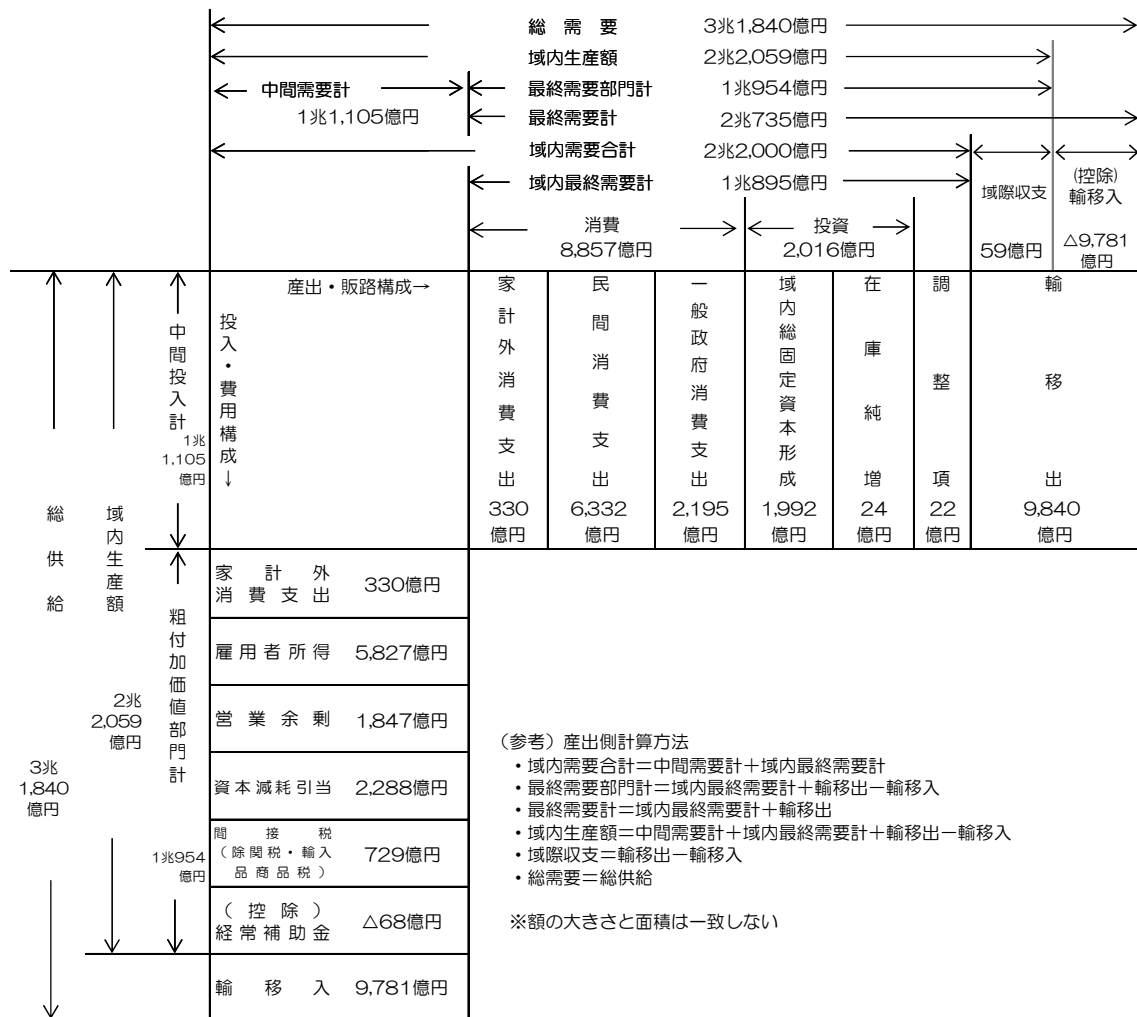 総需要 3兆1,840億円
域内生産額 2兆2,059億円
中間需要計 最終需要部門計 1兆954億円
1兆1,105億円 最終需要計 2兆735億円
域内需要合計 2兆2,000億円
域内最終需要計 1兆895億円
域際収支
(控除)
輸移入
消費
8,857億円
投資
2,016億円
59億円
△9,781
億円
産出・販路構成→
投入・費用構成↓
家計外消費支出
330
億円
民間消費支出
6,332
億円
一般政府消費支出
2,195
億円
域内総固定資本形成
1,992
億円
在庫純増
24
億円
調整項
22
億円
輸移出
9,840
億円
中間投入計
1兆
1,105
億円
総供給
3兆
1,840
億円
域内生産額
2兆
2,059
億円
粗付加価値部門計
1兆954
億円
家計外
消費支出 330億円
雇用者所得 5,827億円
営業余剰 1,847億円
資本減耗引当 2,288億円
間接税
(除関税・輸入
品商品税) 729億円
(控除)
経常補助金 △68億円
輸移入 9,781億円
(参考)産出側計算方法
・域内需要合計=中間需要計+域内最終需要計
・最終需要部門計=域内最終需要計+輸移出-輸移入
・最終需要計=域内最終需要計+輸移出
・域内生産額=中間需要計+域内最終需要計+輸移出-輸移入
・域際収支=輸移出-輸移入
・総需要=総供給
※額の大きさと面積は一致しない